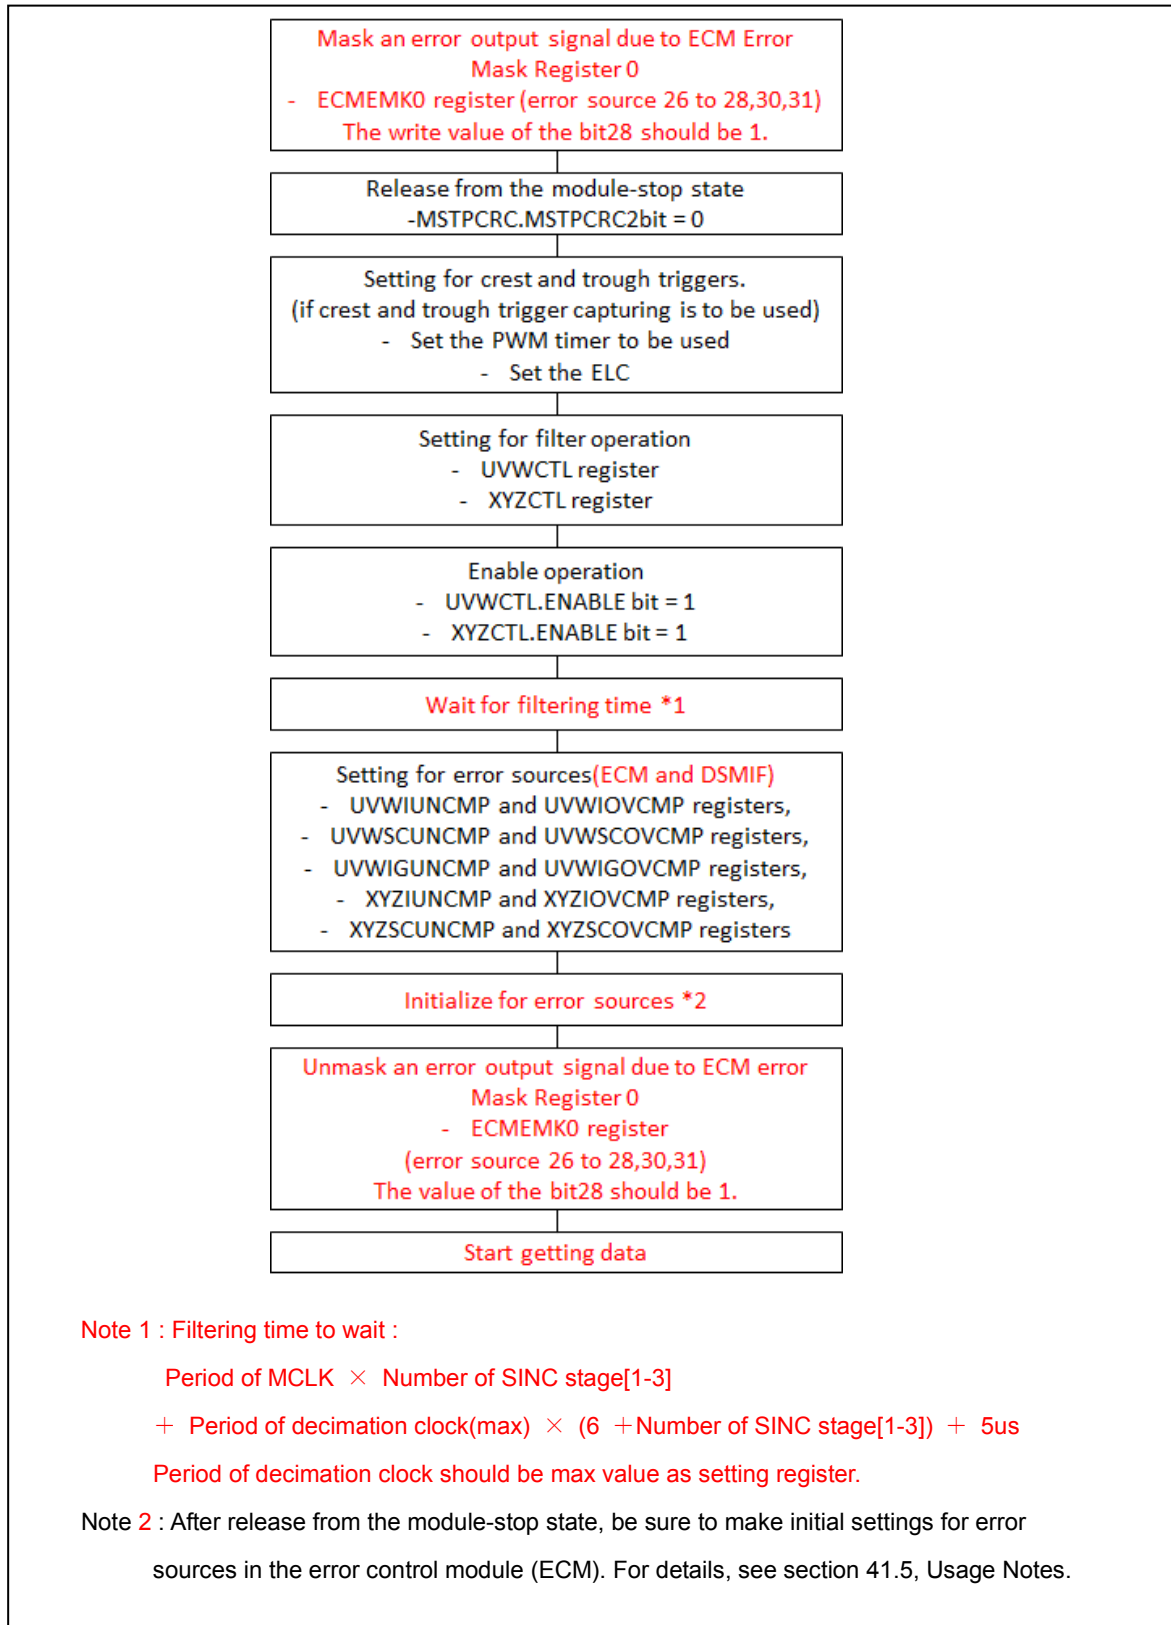 Mask an error output signal due to ECM Error
Mask Register 0
- ECMEMK0 register (error source 26 to 28,30,31)
The write value of the bit28 should be 1.
Release from the module-stop state
-MSTPCRC.MSTPCRC2bit = 0
Setting for crest and trough triggers.
(if crest and trough trigger capturing is to be used)
- Set the PWM timer to be used
- Set the ELC
Setting for filter operation
- UVWCTL register
- XYZCTL register
Enable operation
- UVWCTL.ENABLE bit = 1
- XYZCTL.ENABLE bit = 1
Wait for filtering time *1
Setting for error sources(ECM and DSMIF)
- UVWIUNCMP and UVWIOVCMP registers,
- UVWSCUNCMP and UVWSCOVCMP registers,
- UVWIGUNCMP and UVWIGOVCMP registers,
- XYZIUNCMP and XYZIOVCMP registers,
- XYZSCUNCMP and XYZSCOVCMP registers
Initialize for error sources *2
Unmask an error output signal due to ECM error
Mask Register 0
- ECMEMK0 register
(error source 26 to 28,30,31)
The value of the bit28 should be 1.
Start getting data
Note 1 : Filtering time to wait :
Period of MCLK × Number of SINC stage[1-3]
+ Period of decimation clock(max) × (6 +Number of SINC stage[1-3]) + 5us
Period of decimation clock should be max value as setting register.
Note 2 : After release from the module-stop state, be sure to make initial settings for error
sources in the error control module (ECM). For details, see section 41.5, Usage Notes.